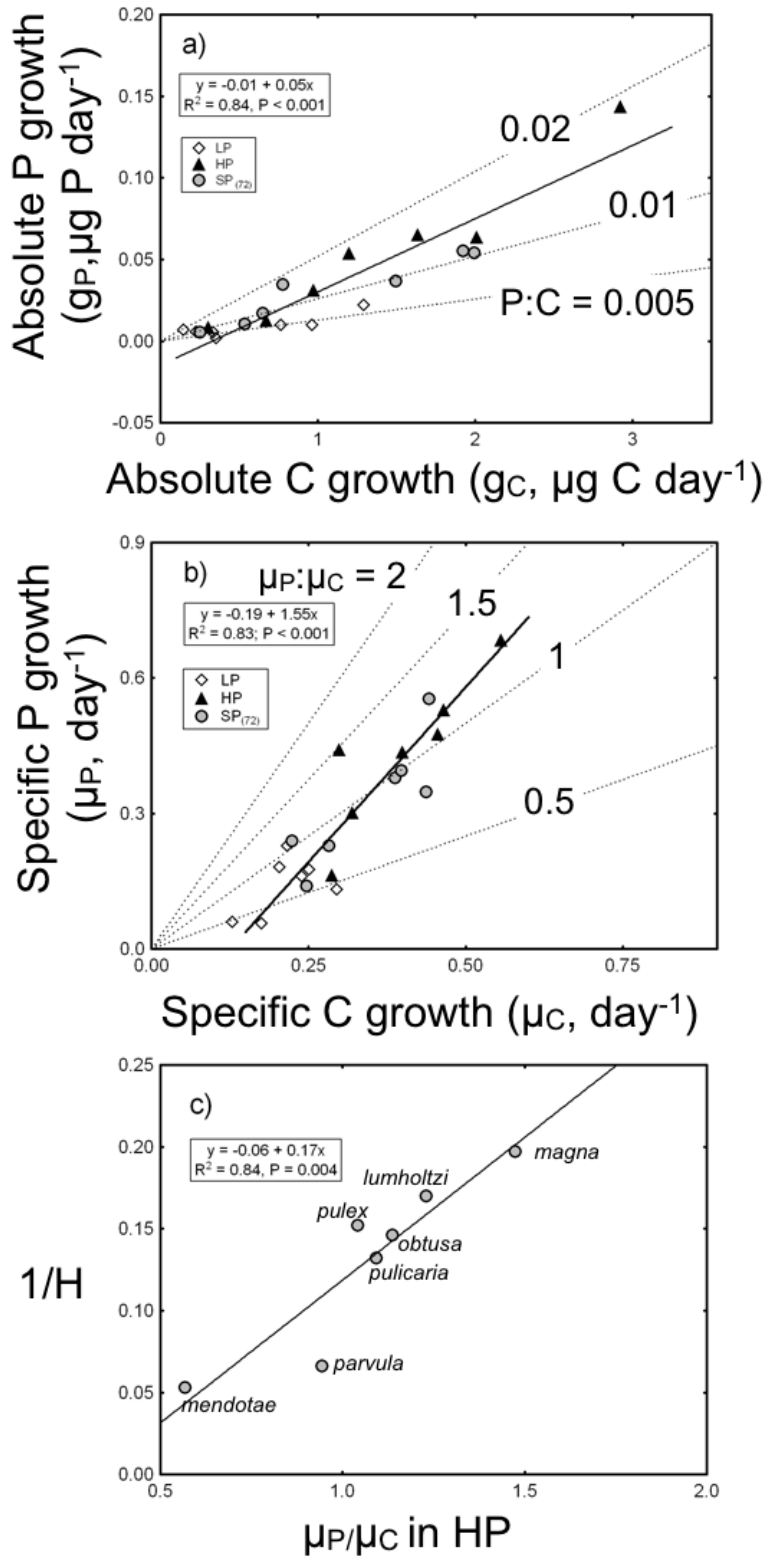 Absolute P growth
(gP,µg P day-1)
0.20
0.15
0.10
0.05
0.00
-0.05
a)
y = -0.01 + 0.05x
R2 = 0.84, P < 0.001
LP
HP
SP(72)
0.02
0.01
P:C = 0.005
0
1
2
3
Absolute C growth (gC, µg C day-1)
Specific P growth
(µP, day-1)
0.9
0.6
0.3
0.0
b)
µP:µC = 2
y = -0.19 + 1.55x
R2 = 0.83; P < 0.001
LP
HP
SP(72)
1.5
1
0.5
0.00
0.25
0.50
0.75
Specific C growth (µC, day-1)
1/H
0.25
0.20
0.15
0.10
0.05
0.00
c)
y = -0.06 + 0.17x
R2 = 0.84, P = 0.004
magna
lumholtzi
pulex
obtusa
pulicaria
parvula
mendotae
0.5
1.0
1.5
2.0
µP/µC in HP